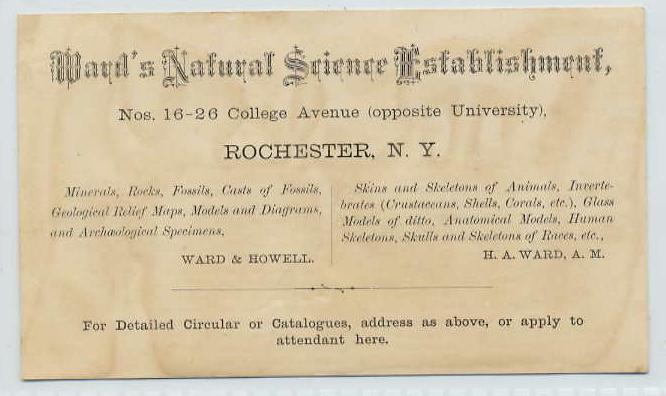 Ward's Natural Science Establishment,
Nos. 16-26 College Avenue (opposite University),
ROCHESTER, N. Y.
Minerals, Rocks, Fossils, Casts of Fossils,
Geological Relief Maps, Models and Diagrams,
and Archæological Specimens,
WARD & HOWELL.
Skins and Skeletons of Animals, Inverte-
brates (Crustaceans, Shells, Corals, etc.), Glass
Models of ditto, Anatomical Models, Human
Skeletons, Skulls and Skeletons of Races, etc.,
H. A. WARD, A. M.
For Detailed Circular or Catalogues, address as above, or apply to
attendant here.